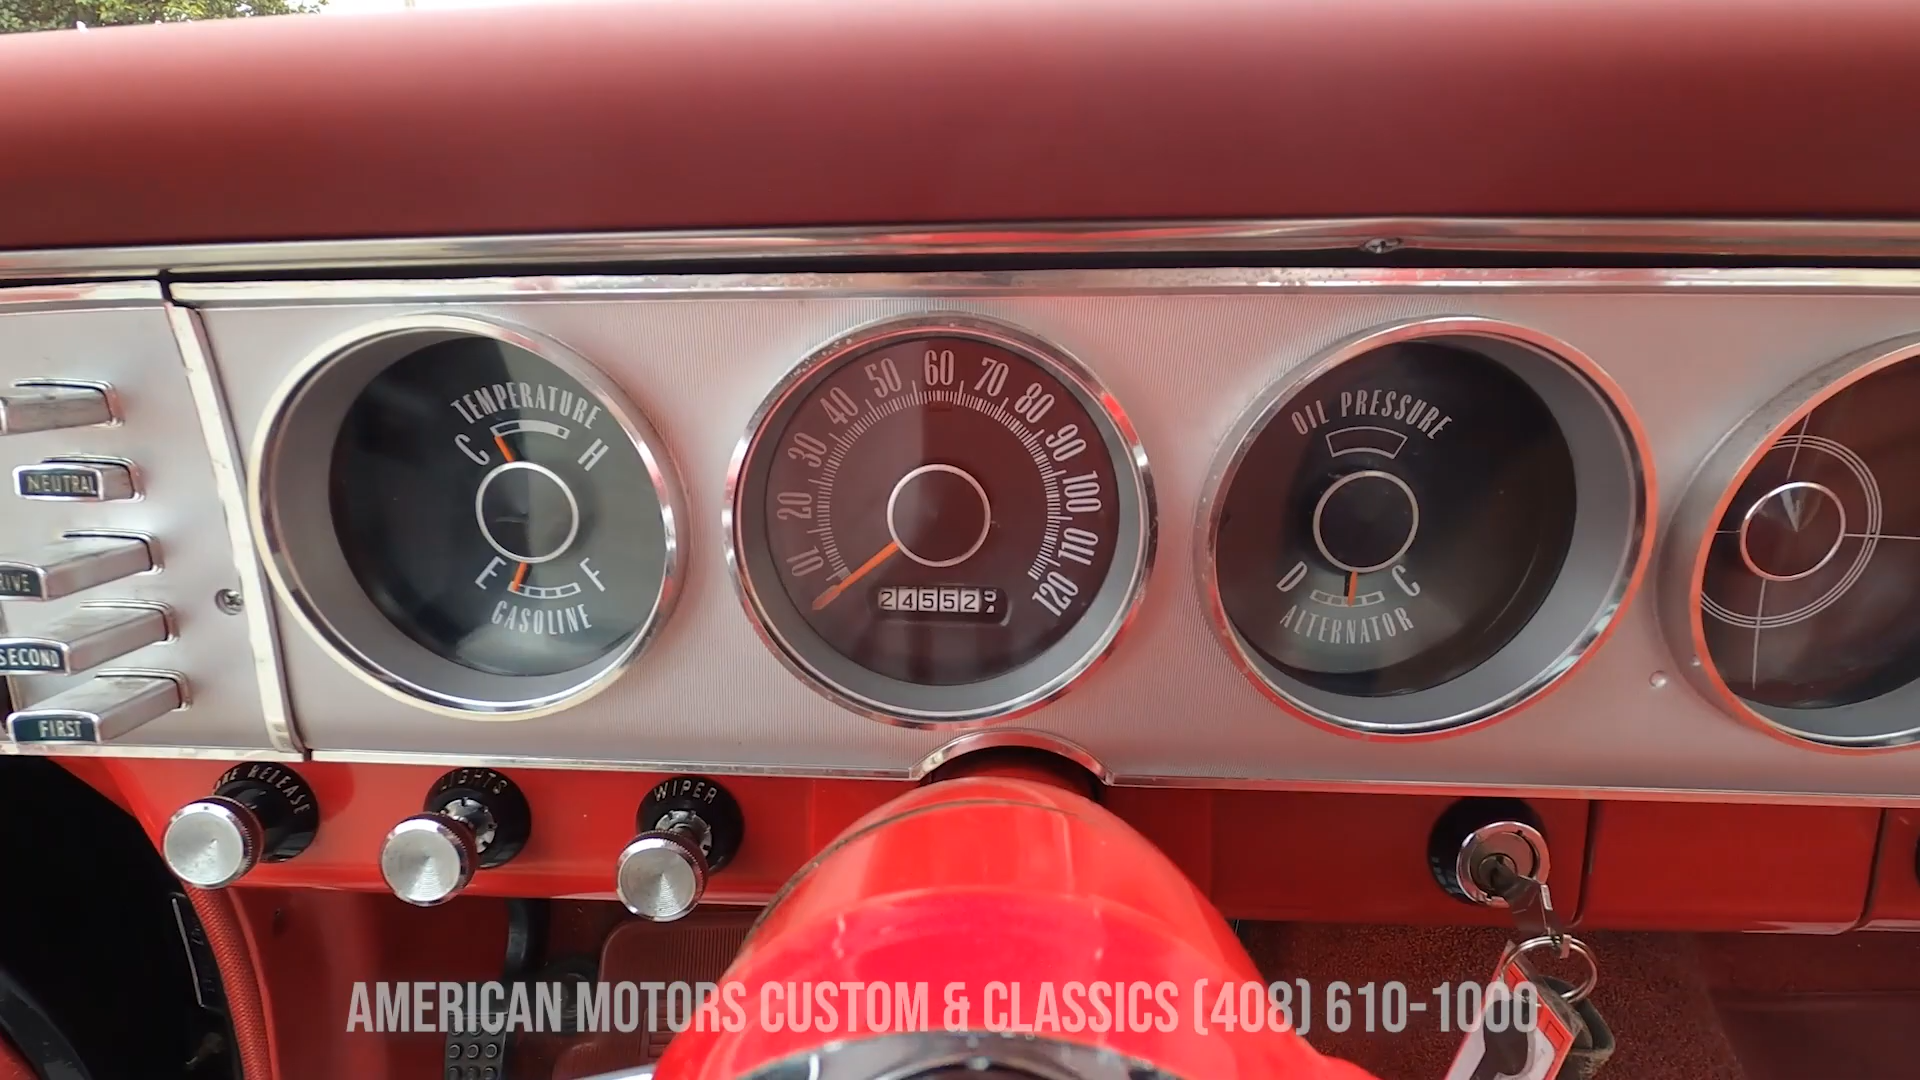 TEMPERATURE
C H
E F
GASOLINE
10 20 30 40 50 60 70 80 90 100 110 120
24552
OIL PRESSURE
D C
ALTERNATOR
NEUTRAL
RIVE
SECOND
FIRST
RELEASE
LIGHTS
WIPER
AMERICAN MOTORS CUSTOM & CLASSICS (408) 610-1000